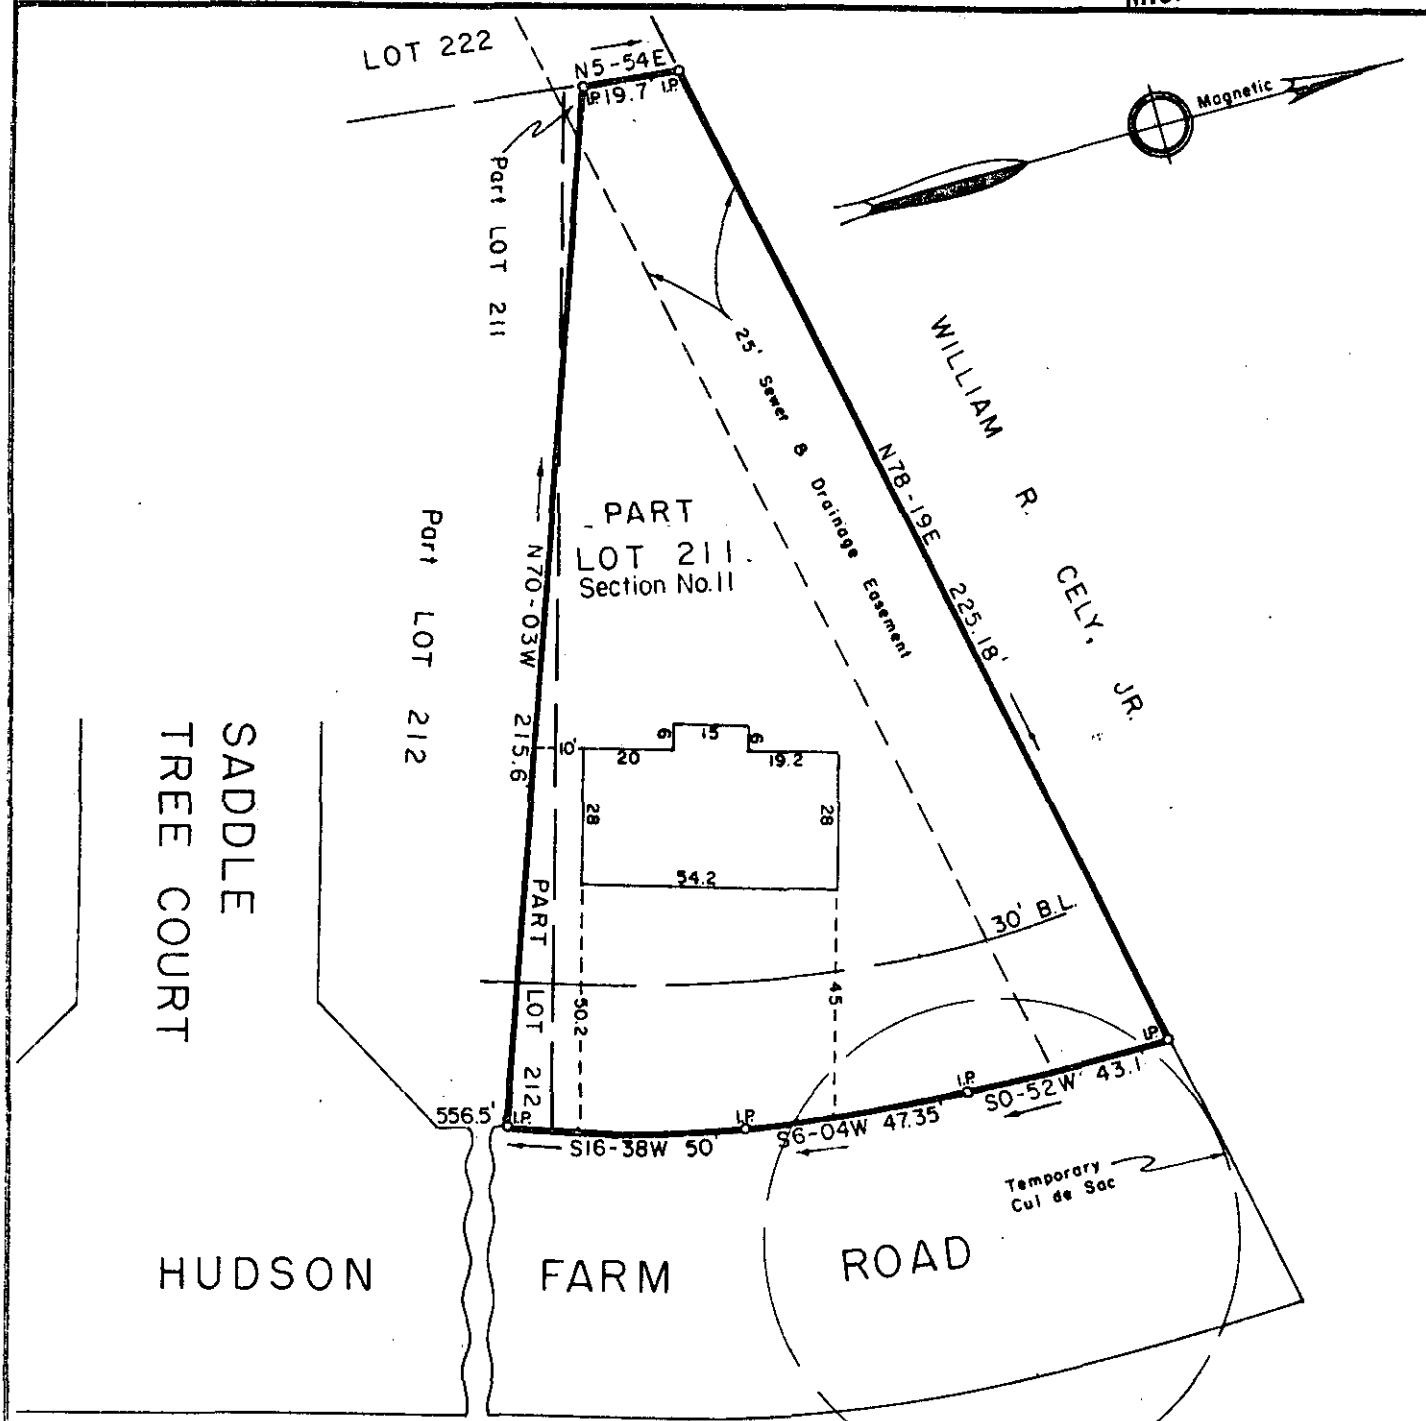 LOT 222
N5-54E
I.P. 19.7' I.P.
Magnetic
Part LOT 211
25' Sewer & Drainage Easement
WILLIAM R. CELY, JR.
N78-19E 225.18'
PART
LOT 211
Section No.11
Part LOT 212
N70-03W 215.6
SADDLE
TREE COURT
6 15 6
10' 20 19.2
28 28
54.2
30' B.L.
PART LOT 212
50.2
45
I.P.
I.P.
S0-52W 43.1'
I.P.
S6-04W 47.35'
556.5' I.P.
S16-38W 50'
Temporary
Cul de Sac
HUDSON FARM ROAD